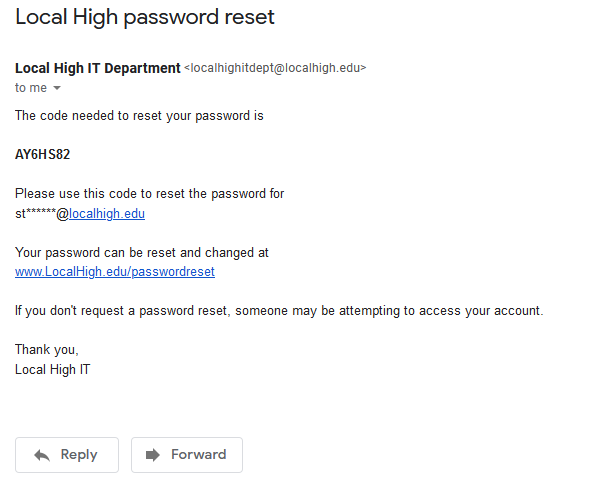 Local High password reset
Local High IT Department <localhighitdept@localhigh.edu>
to me
The code needed to reset your password is
AY6HS82
Please use this code to reset the password for
st******@localhigh.edu
Your password can be reset and changed at
www.LocalHigh.edu/passwordreset
If you don't request a password reset, someone may be attempting to access your account.
Thank you,
Local High IT
Reply Forward